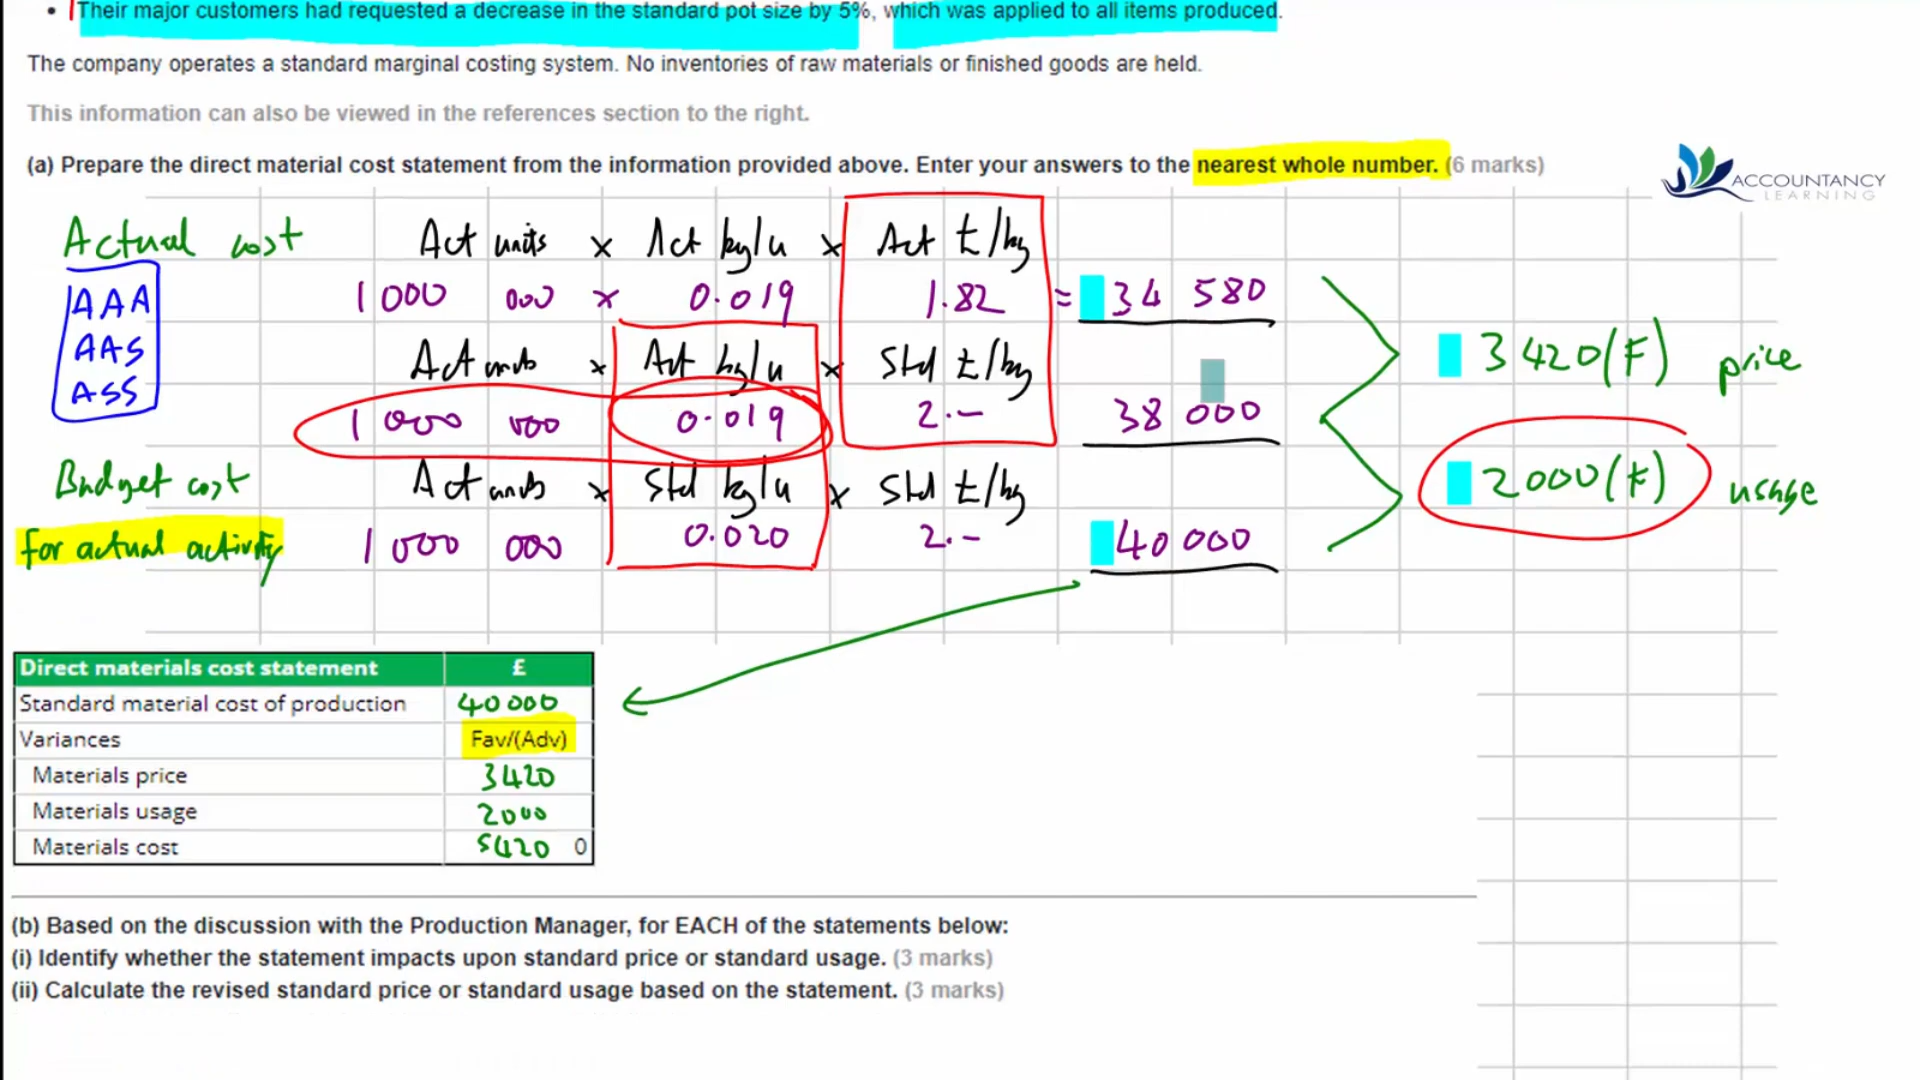 • Their major customers had requested a decrease in the standard pot size by 5%, which was applied to all items produced.
The company operates a standard marginal costing system. No inventories of raw materials or finished goods are held.
This information can also be viewed in the references section to the right.
(a) Prepare the direct material cost statement from the information provided above. Enter your answers to the nearest whole number. (6 marks)
ACCOUNTANCY
LEARNING
Actual cost Act units × Act kg/u × Act £/kg
AAA 1 000 000 × 0.019 1.82 = 34 580
3420(F) price
AAS Act units × Act kg/u × Std £/kg
ASS 1 000 000 0.019 2.- 38 000
2000(F) usage
Budget cost Act units × Std kg/u × Std £/kg
for actual activity 1 000 000 0.020 2.- 40 000
Direct materials cost statement £
Standard material cost of production 40 000
Variances Fav/(Adv)
Materials price 3420
Materials usage 2000
Materials cost 5420 0
(b) Based on the discussion with the Production Manager, for EACH of the statements below:
(i) Identify whether the statement impacts upon standard price or standard usage. (3 marks)
(ii) Calculate the revised standard price or standard usage based on the statement. (3 marks)